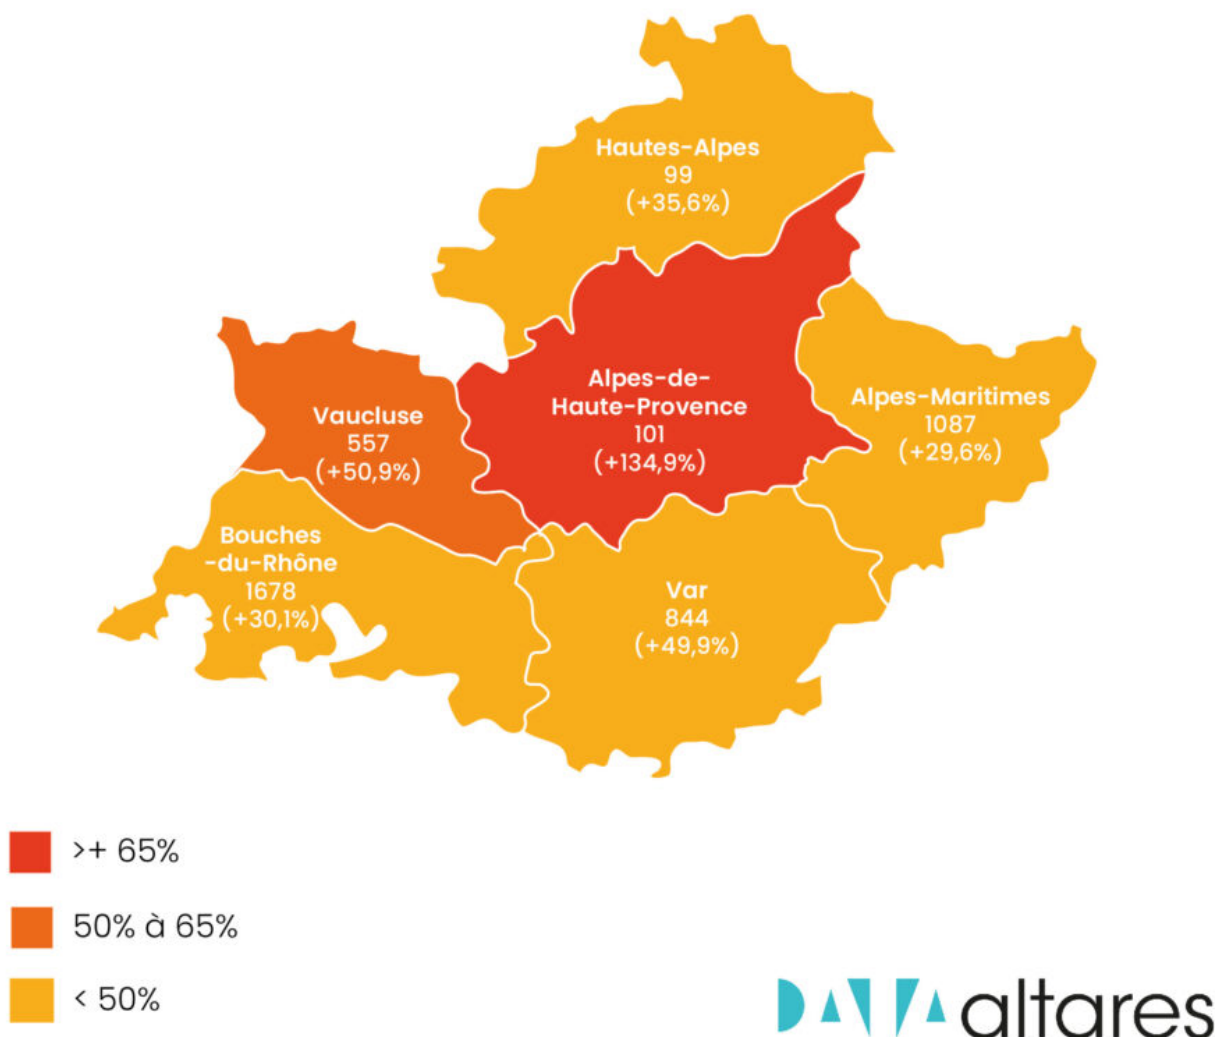 Hautes-Alpes
99
(+35,6%)
Alpes-de-
Haute-Provence
101
(+134,9%)
Alpes-Maritimes
1087
(+29,6%)
Vaucluse
557
(+50,9%)
Bouches
-du-Rhône
1678
(+30,1%)
Var
844
(+49,9%)
>+ 65%
50% à 65%
< 50%
DATA altares